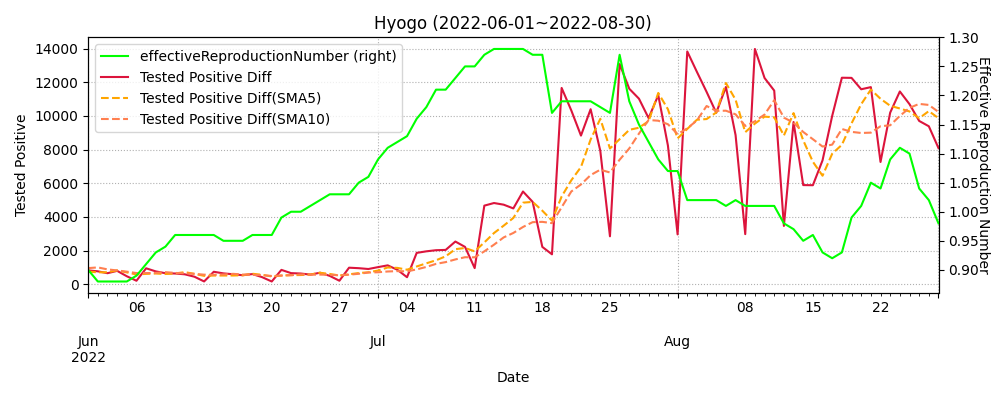 Hyogo (2022-06-01~2022-08-30)
effectiveReproductionNumber (right)
Tested Positive Diff
Tested Positive Diff(SMA5)
Tested Positive Diff(SMA10)
Tested Positive
14000
12000
10000
8000
6000
4000
2000
0
1.30
1.25
1.20
1.15
1.10
1.05
1.00
0.95
0.90
Effective Reproduction Number
06
13
20
27
04
11
18
25
08
15
22
Jun
2022
Jul
Aug
Date